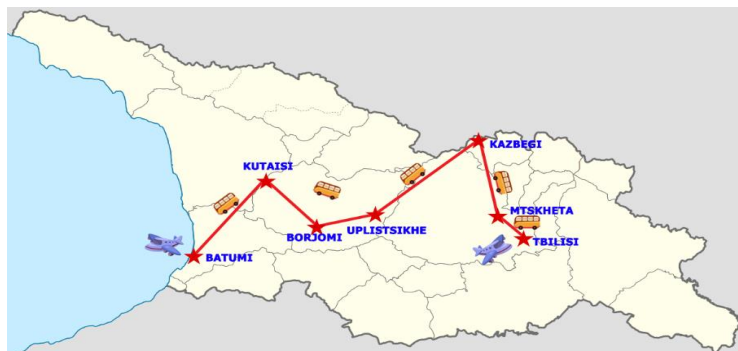 KAZBEGI
KUTAISI
MTSKHETA
UPLISTSIKHE
BORJOMI
TBILISI
BATUMI